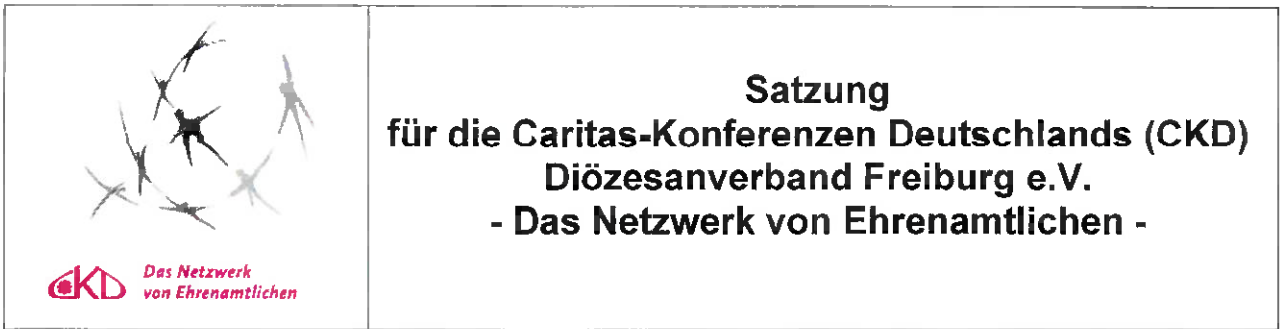 Satzung
für die Caritas-Konferenzen Deutschlands (CKD)
Diözesanverband Freiburg e.V.
- Das Netzwerk von Ehrenamtlichen -
CKD
Das Netzwerk
von Ehrenamtlichen